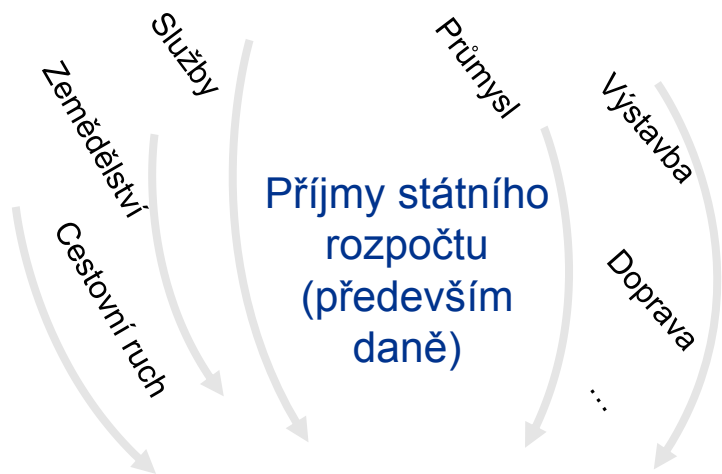 Služby
Průmysl
Zemědělství
Výstavba
Příjmy státního
rozpočtu
(především
daně)
Cestovní ruch
Doprava
…